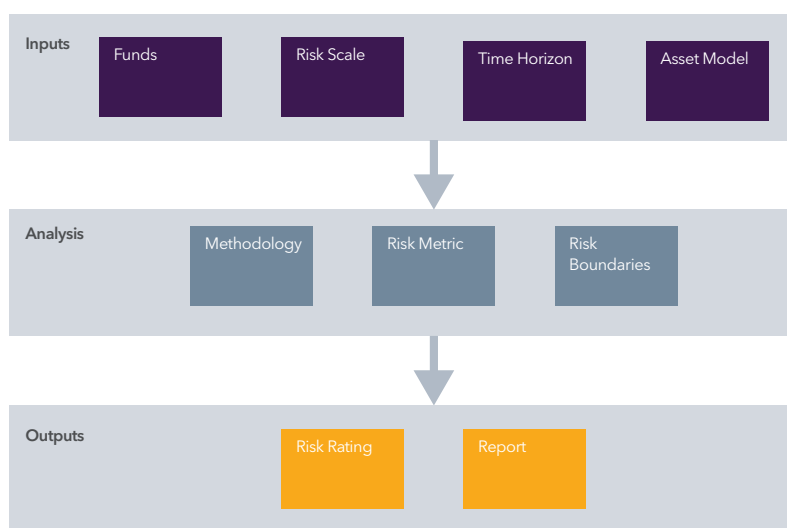 Inputs
Funds
Risk Scale
Time Horizon
Asset Model
Analysis
Methodology
Risk Metric
Risk
Boundaries
Outputs
Risk Rating
Report